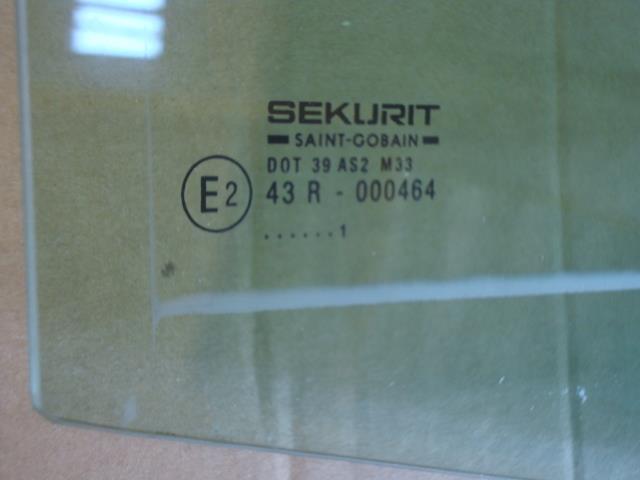 SEKURIT
SAINT-GOBAIN
DOT 39 AS2 M33
E2 43 R - 000464
. . . . . . 1